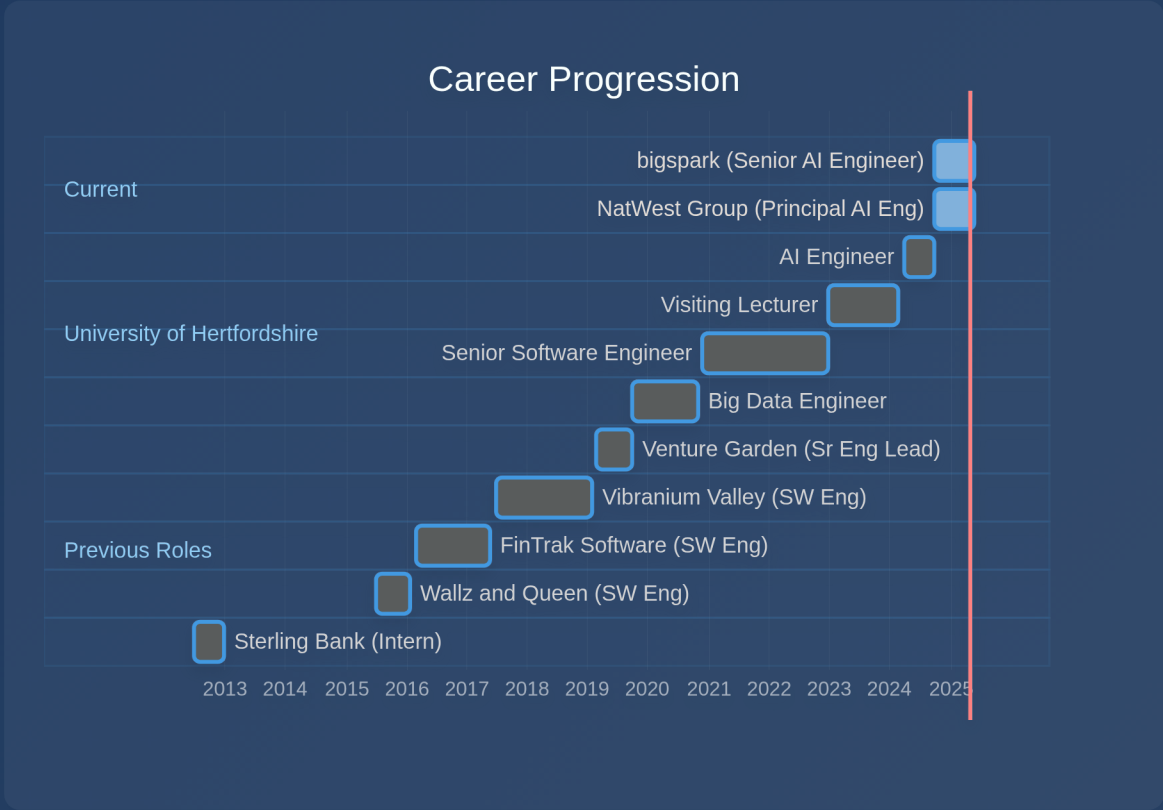 Career Progression
bigspark (Senior AI Engineer)
Current
NatWest Group (Principal AI Eng)
AI Engineer
Visiting Lecturer
University of Hertfordshire
Senior Software Engineer
Big Data Engineer
Venture Garden (Sr Eng Lead)
Vibranium Valley (SW Eng)
FinTrak Software (SW Eng)
Previous Roles
Wallz and Queen (SW Eng)
Sterling Bank (Intern)
2013 2014 2015 2016 2017 2018 2019 2020 2021 2022 2023 2024 2025